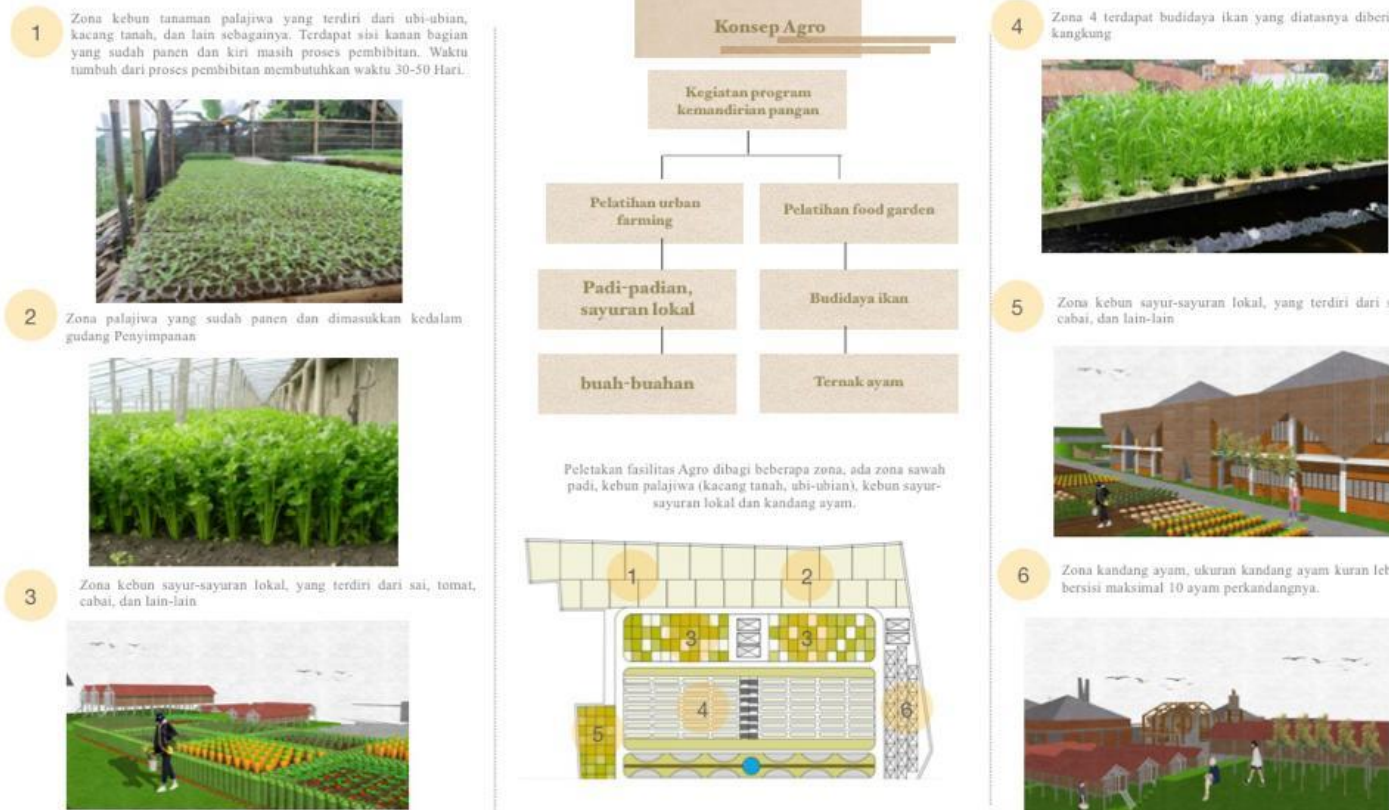 1
Zona kebun tanaman palajiwa yang terdiri dari ubi-ubian,
kacang tanah, dan lain sebagainya. Terdapat sisi kanan bagian
yang sudah panen dan kiri masih proses pembibitan. Waktu
tumbuh dari proses pembibitan membutuhkan waktu 30-50 Hari.
2
Zona palajiwa yang sudah panen dan dimasukkan kedalam
gudang Penyimpanan
3
Zona kebun sayur-sayuran lokal, yang terdiri dari sai, tomat,
cabai, dan lain-lain
Konsep Agro
Kegiatan program
kemandirian pangan
Pelatihan urban
farming
Pelatihan food garden
Padi-padian,
sayuran lokal
Budidaya ikan
buah-buahan
Ternak ayam
Peletakan fasilitas Agro dibagi beberapa zona, ada zona sawah
padi, kebun palajiwa (kacang tanah, ubi-ubian), kebun sayur-
sayuran lokal dan kandang ayam.
1
2
3
3
4
5
6
4
Zona 4 terdapat budidaya ikan yang diatasnya diberi
kangkung
5
Zona kebun sayur-sayuran lokal, yang terdiri dari
cabai, dan lain-lain
6
Zona kandang ayam, ukuran kandang ayam kuran
bersisi maksimal 10 ayam perkandangnya.